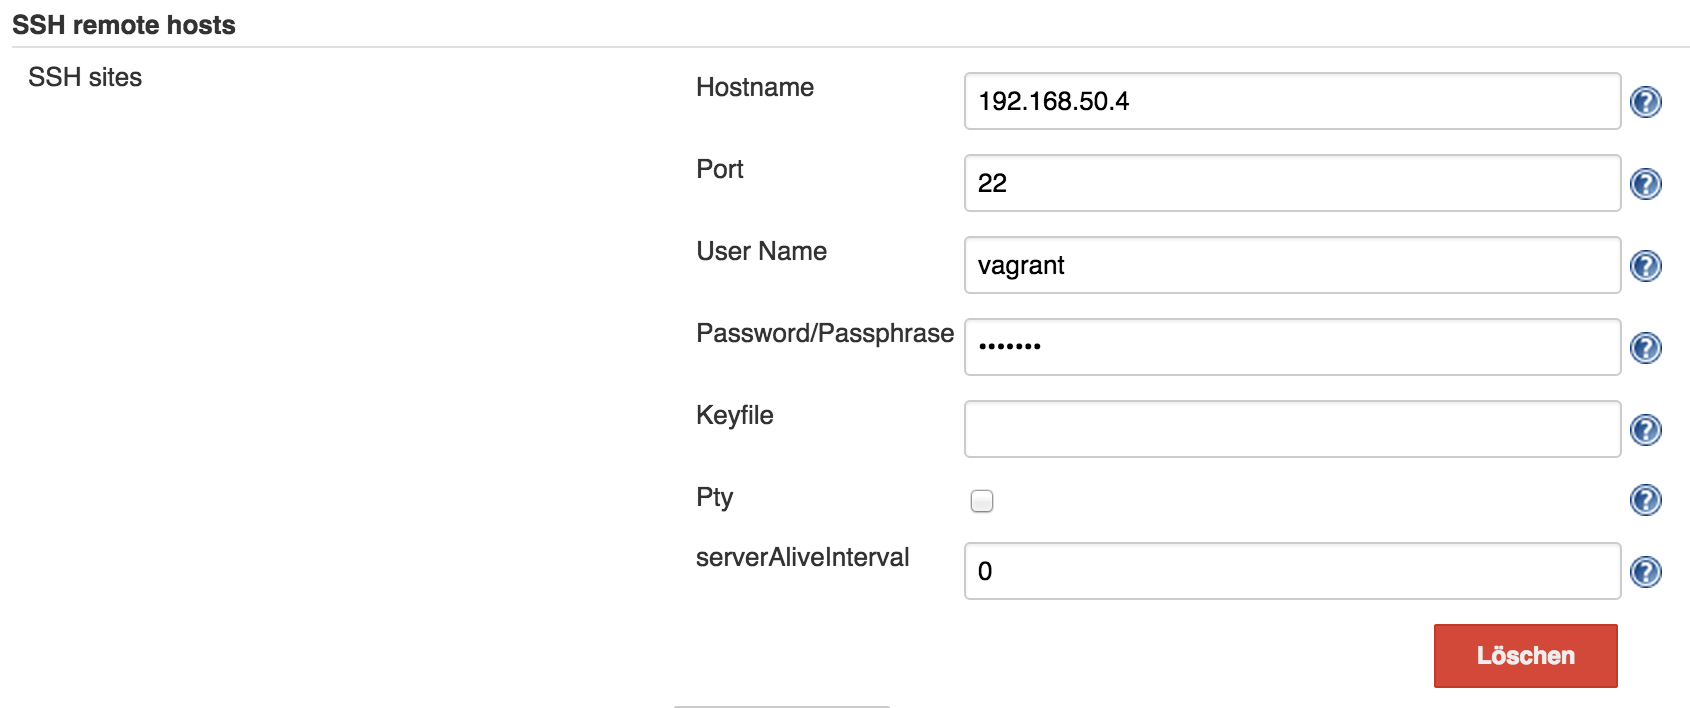 SSH remote hosts
SSH sites
Hostname
192.168.50.4
Port
22
User Name
vagrant
Password/Passphrase
•••••••
Keyfile
Pty
serverAliveInterval
0
Löschen